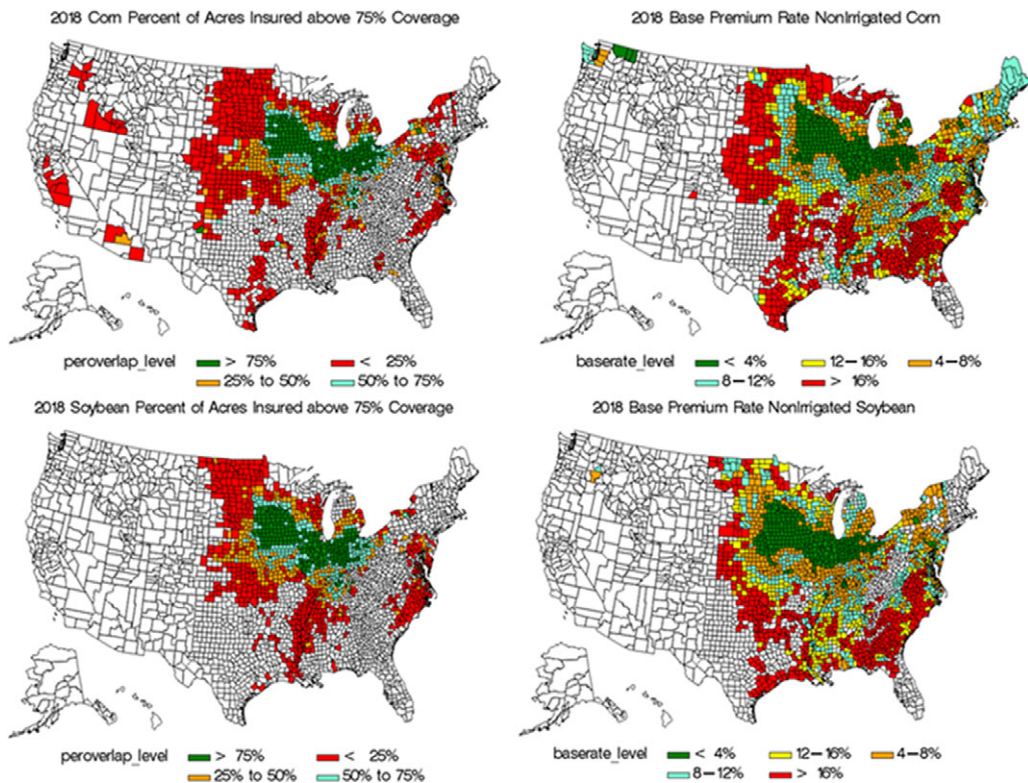 2018 Corn Percent of Acres Insured above 75% Coverage
2018 Base Premium Rate NonIrrigated Corn
peroverlap_level > 75% < 25%
25% to 50% 50% to 75%
baserate_level < 4% 12–16% 4–8%
8–12% > 16%
2018 Soybean Percent of Acres Insured above 75% Coverage
2018 Base Premium Rate NonIrrigated Soybean
peroverlap_level > 75% < 25%
25% to 50% 50% to 75%
baserate_level < 4% 12–16% 4–8%
8–12% > 16%